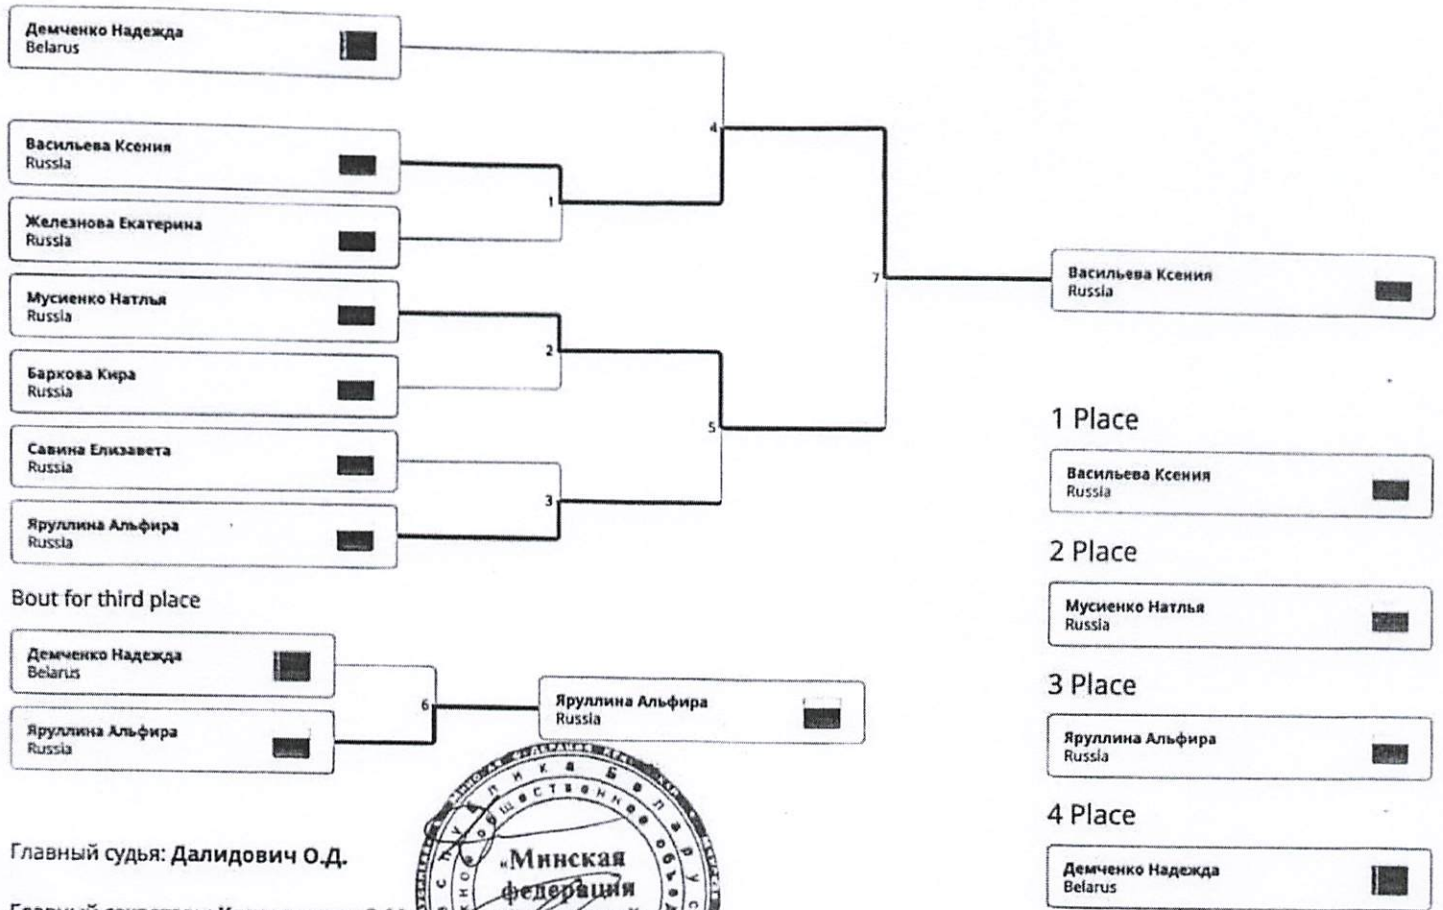 Демченко Надежда
Belarus
Васильева Ксения
Russia
Железнова Екатерина
Russia
Мусиенко Натлья
Russia
Баркова Кира
Russia
Савина Елизавета
Russia
Яруллина Альфира
Russia
1
2
3
4
5
7
Васильева Ксения
Russia
Bout for third place
Демченко Надежда
Belarus
Яруллина Альфира
Russia
6
Яруллина Альфира
Russia
1 Place
Васильева Ксения
Russia
2 Place
Мусиенко Натлья
Russia
3 Place
Яруллина Альфира
Russia
4 Place
Демченко Надежда
Belarus
Главный судья: Далидович О.Д.
«Минская
федерация